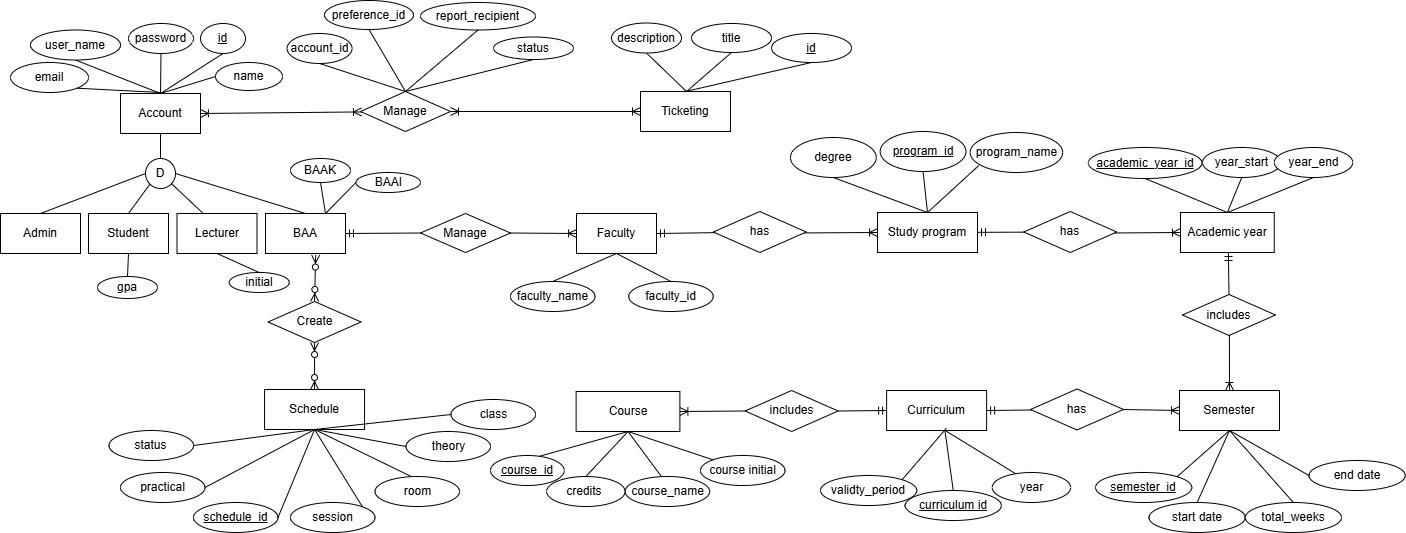 preference_id
report_recipient
user_name
password
id
account_id
status
description
title
id
email
name
Account
Manage
Ticketing
D
BAAK
BAAI
degree
program_id
program_name
academic_year_id
year_start
year_end
Admin
Student
Lecturer
BAA
Manage
Faculty
has
Study program
has
Academic year
gpa
initial
faculty_name
faculty_id
Create
includes
Schedule
class
Course
includes
Curriculum
has
Semester
status
theory
course_id
course initial
practical
room
credits
course_name
validty_period
year
semester_id
end date
schedule_id
session
curriculum id
start date
total_weeks